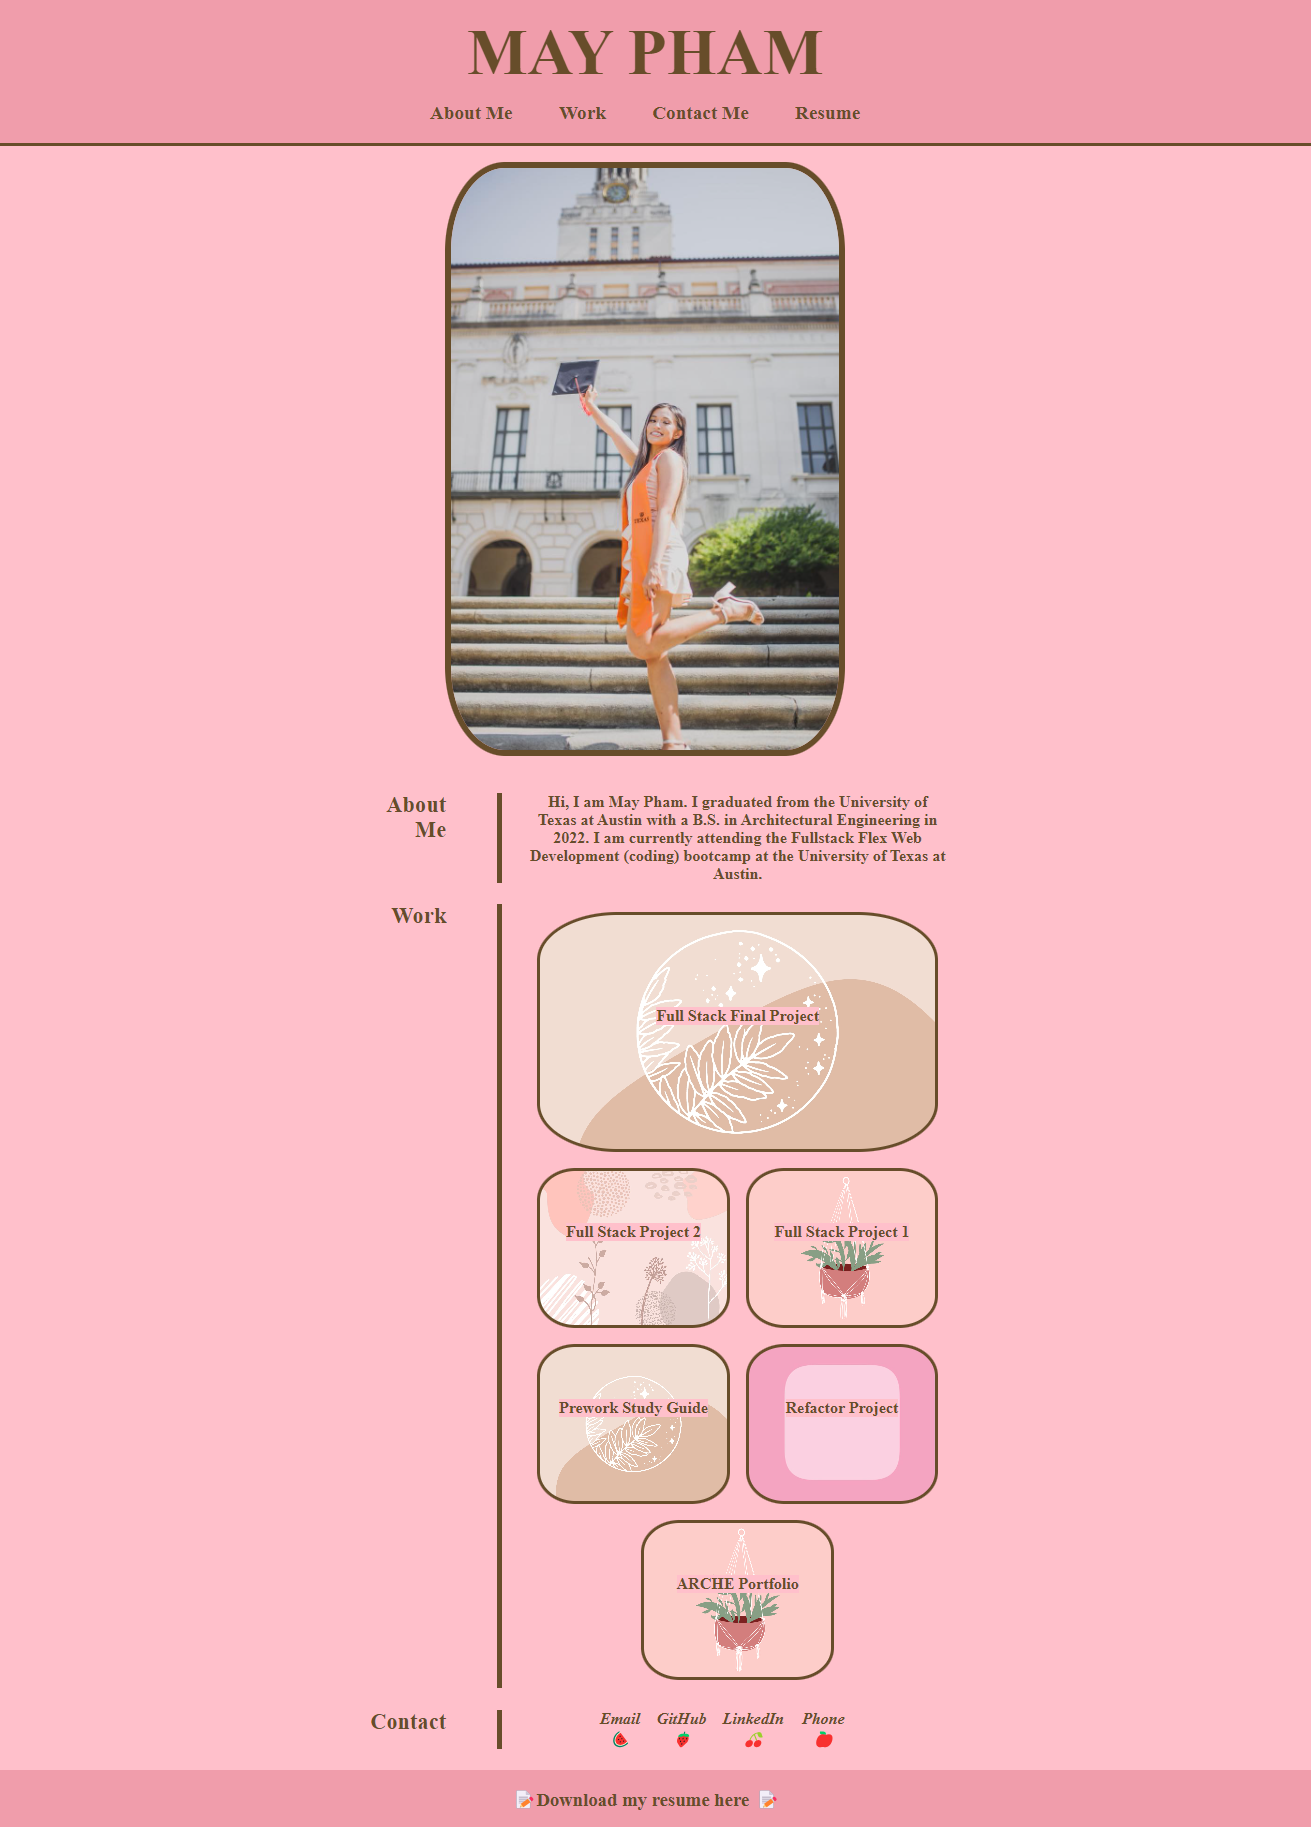 MAY PHAM
About Me Work Contact Me Resume
TEXAS
About
Me
Hi, I am May Pham. I graduated from the University of
Texas at Austin with a B.S. in Architectural Engineering in
2022. I am currently attending the Fullstack Flex Web
Development (coding) bootcamp at the University of Texas at
Austin.
Work
Full Stack Final Project
Full Stack Project 2
Full Stack Project 1
Prework Study Guide
Refactor Project
ARCHE Portfolio
Contact
Email GitHub LinkedIn Phone
Download my resume here